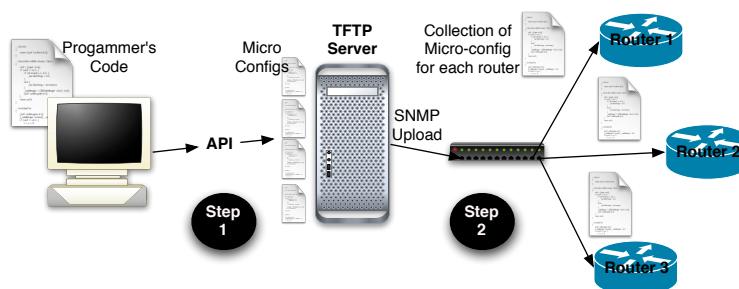 Progammer's
Code
Micro
Configs
TFTP
Server
Collection of
Micro-config
for each router
Router 1
API
SNMP
Upload
Router 2
Step
1
Step
2
Router 3